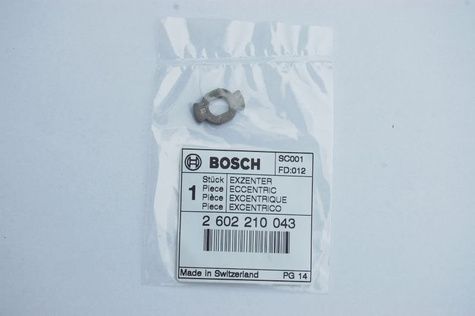 BOSCH
SC001
FD:012
1
Stück EXZENTER
Piece ECCENTRIC
Pièce EXCENTRIQUE
Piece EXCENTRICO
2 602 210 043
Made in Switzerland PG 14